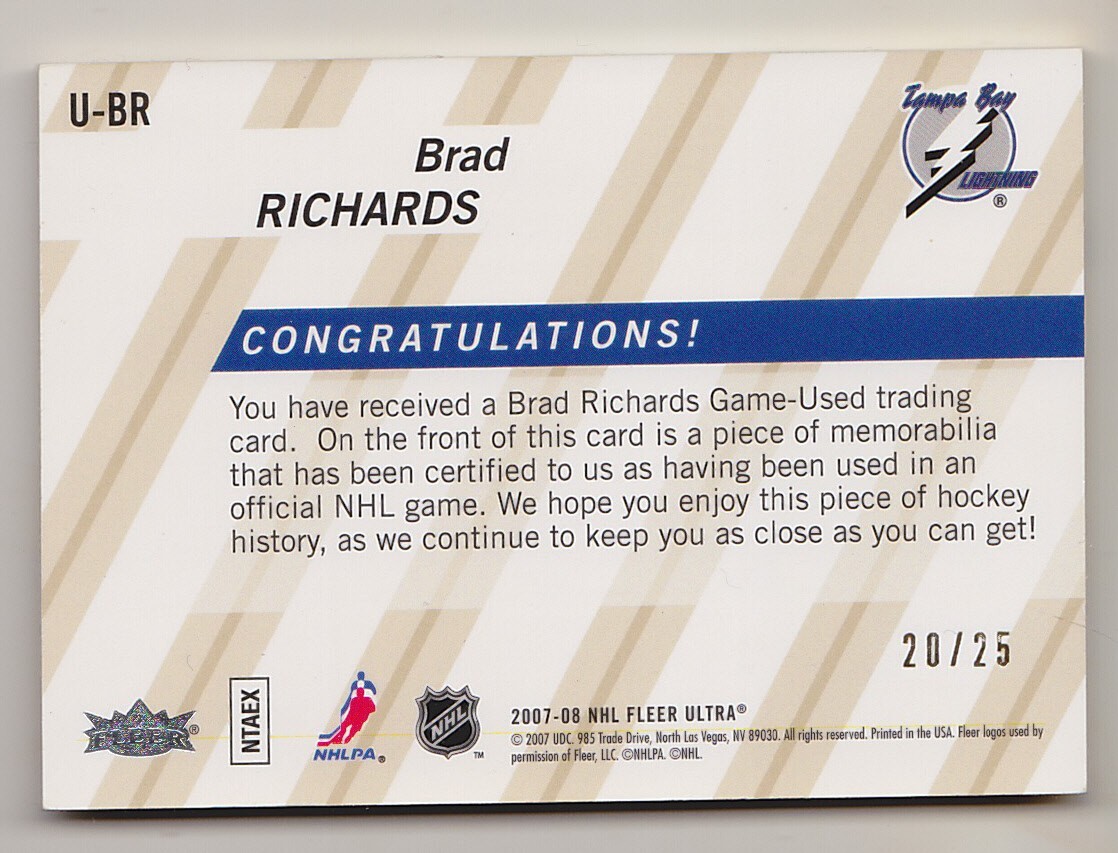 U-BR
Tampa Bay
LIGHTNING
®
Brad
RICHARDS
CONGRATULATIONS!
You have received a Brad Richards Game-Used trading
card. On the front of this card is a piece of memorabilia
that has been certified to us as having been used in an
official NHL game. We hope you enjoy this piece of hockey
history, as we continue to keep you as close as you can get!
20/25
FLEER®
NTAEX
NHLPA®
NHL™
2007-08 NHL FLEER ULTRA®
© 2007 UDC. 985 Trade Drive, North Las Vegas, NV 89030. All rights reserved. Printed in the USA. Fleer logos used by
permission of Fleer, LLC. ©NHLPA. ©NHL.